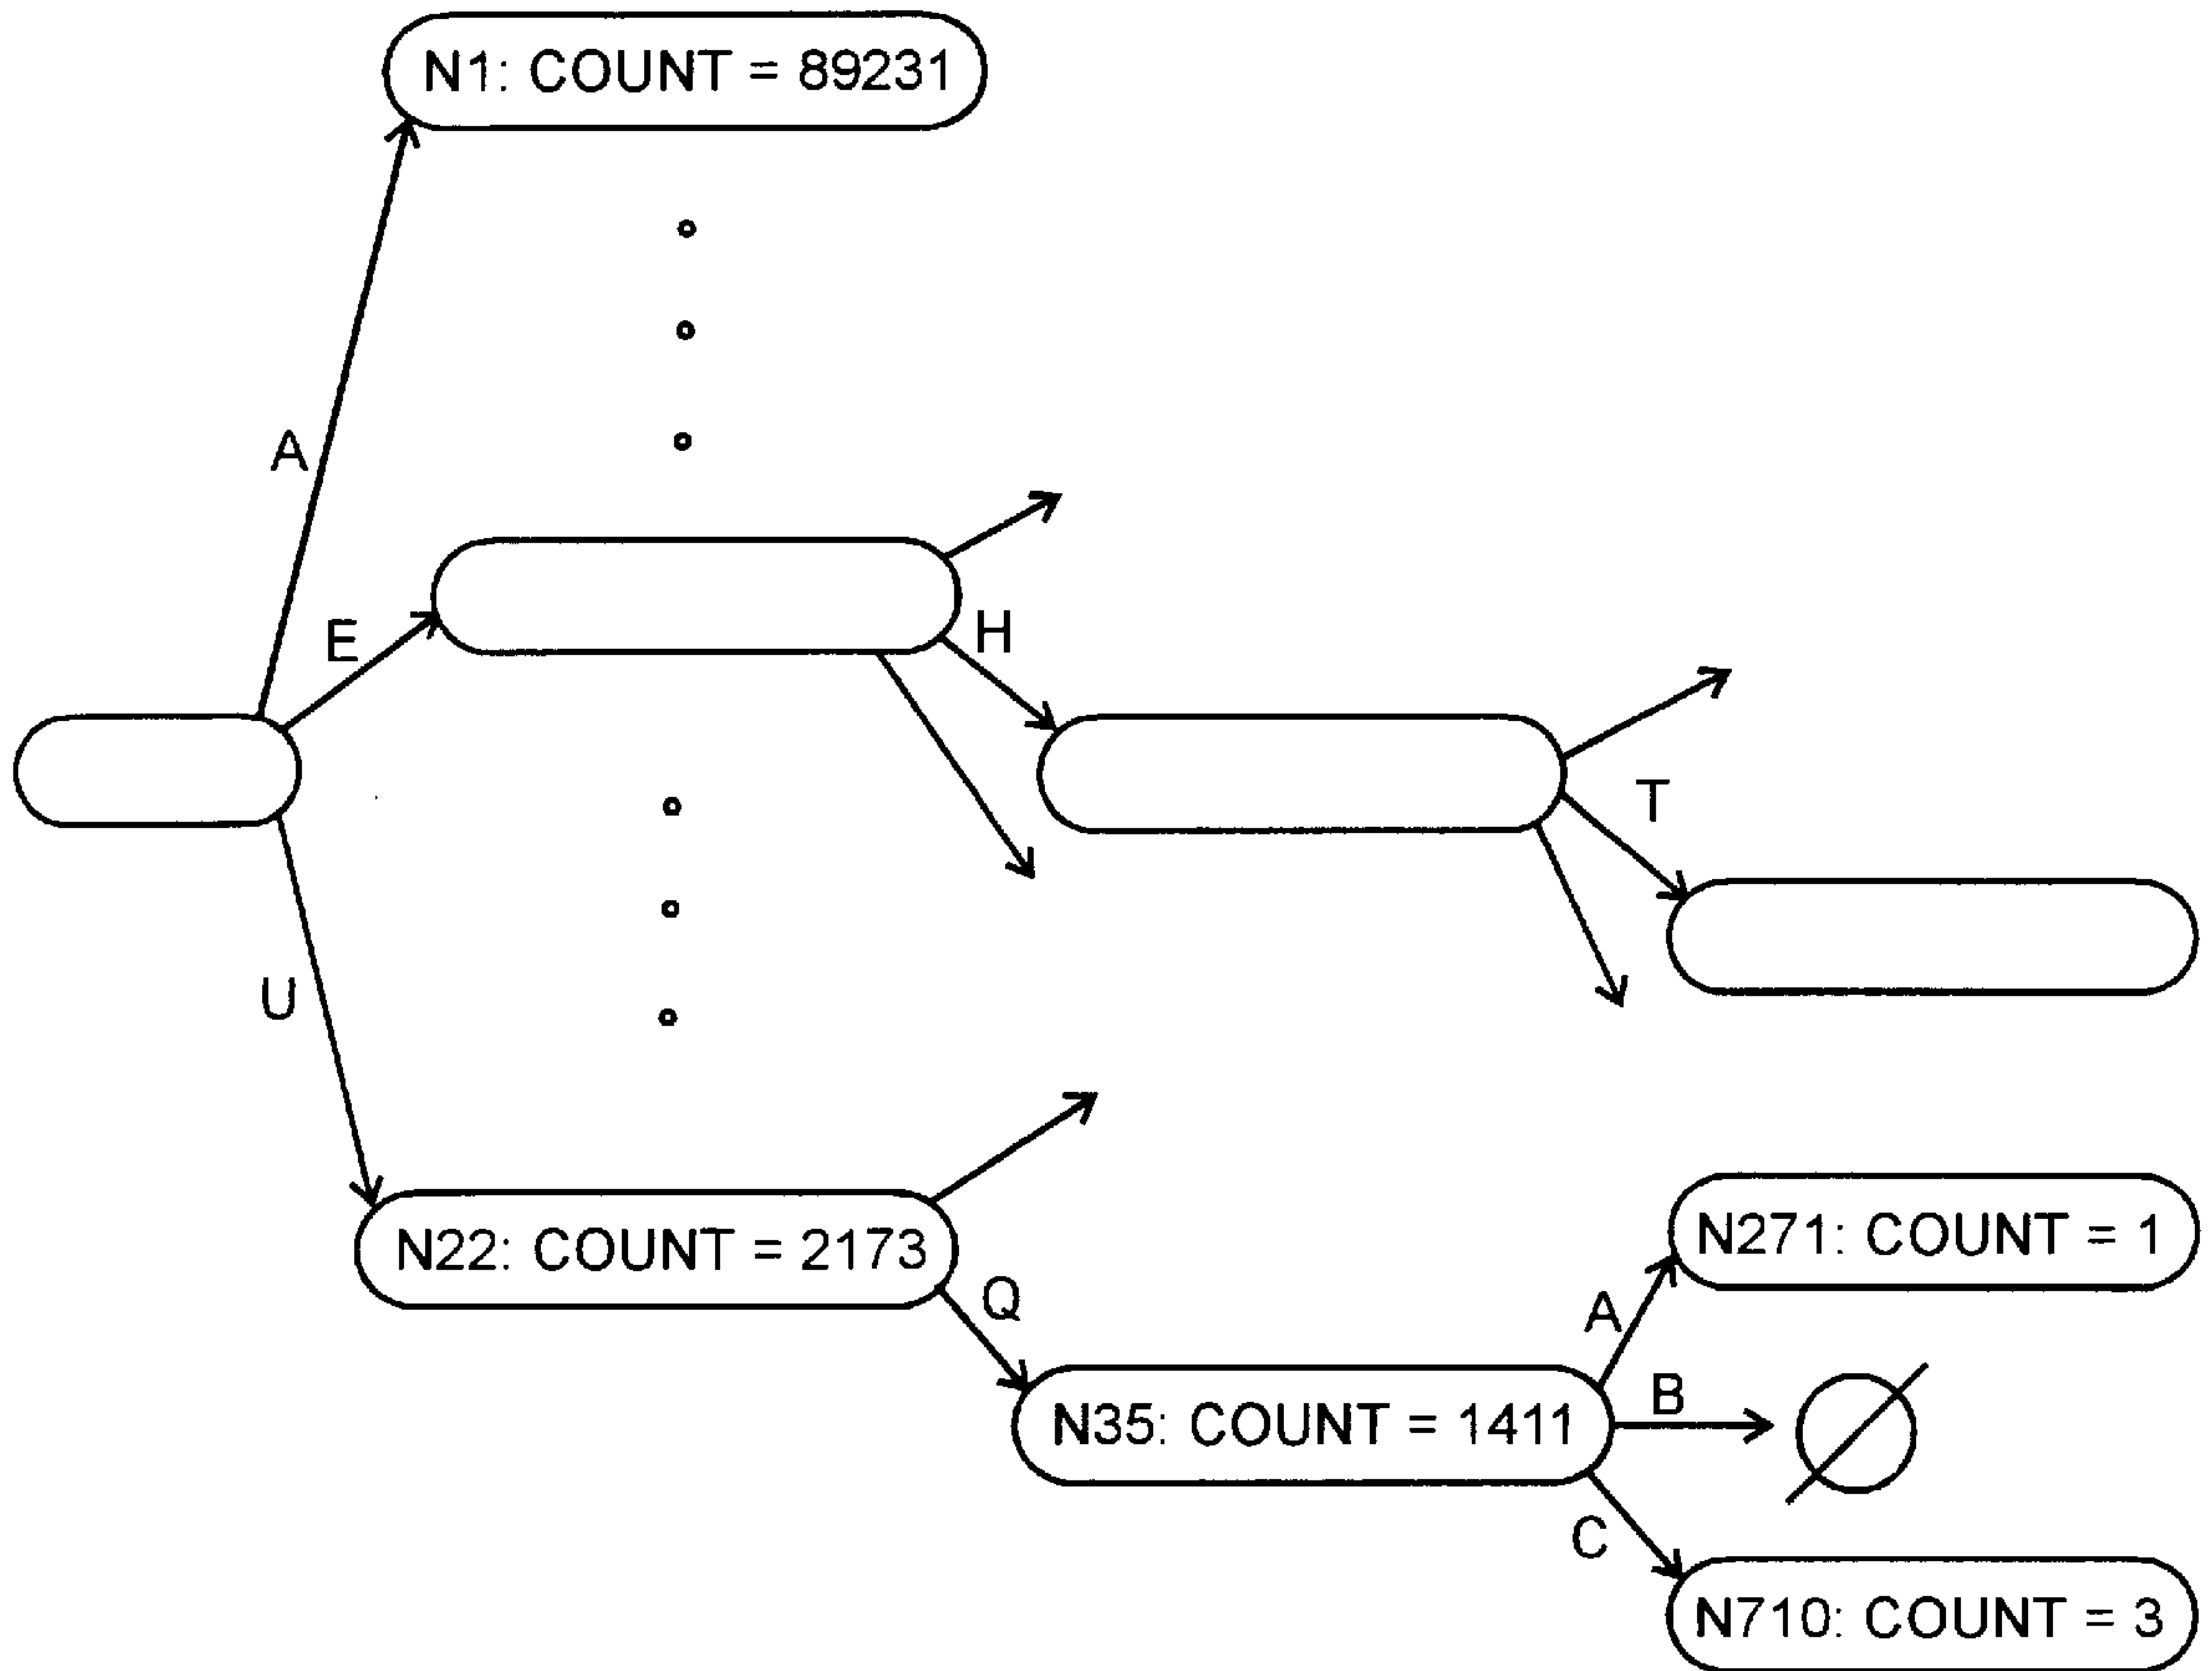 N1: COUNT = 89231
A
E
H
T
U
N22: COUNT = 2173
Q
N271: COUNT = 1
A
B
N35: COUNT = 1411
C
N710: COUNT = 3